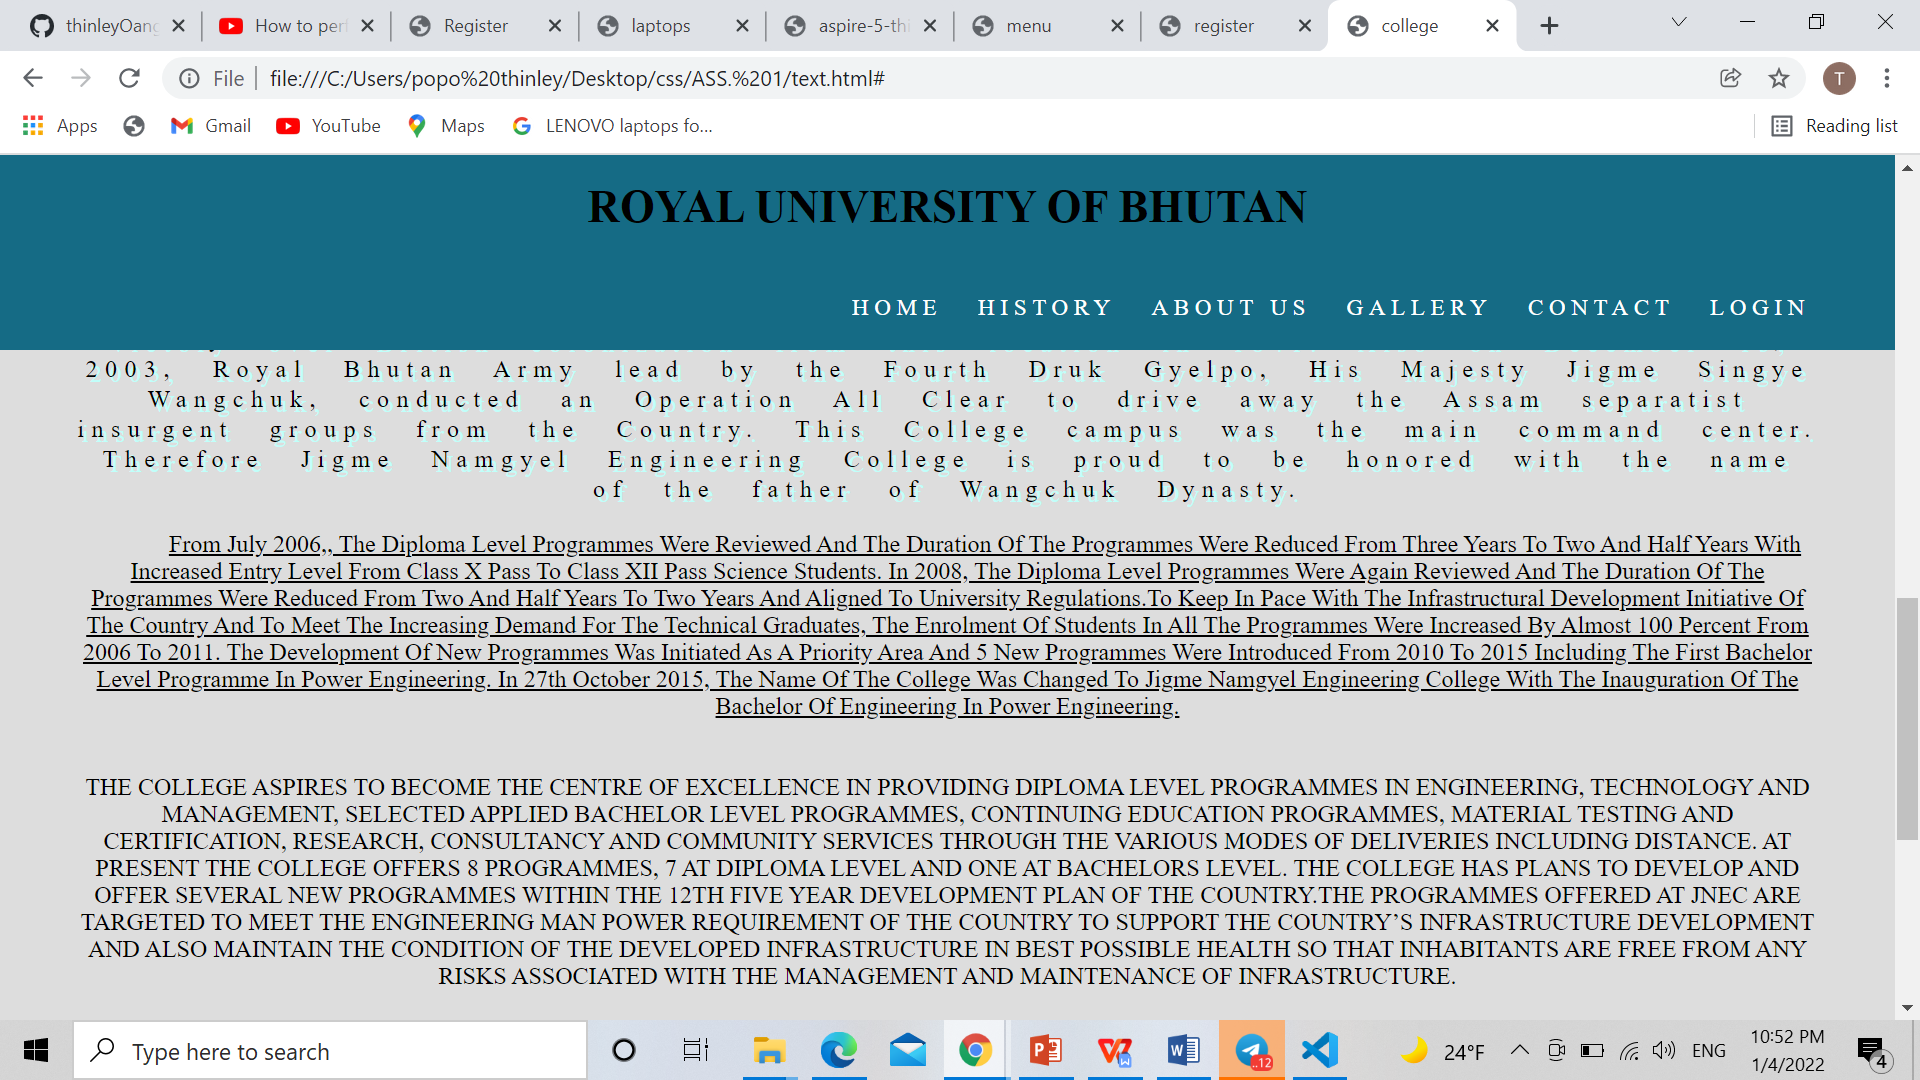 thinleyOang
How to per
Register
laptops
aspire-5-thi
menu
register
college
File
file:///C:/Users/popo%20thinley/Desktop/css/ASS.%201/text.html#
T
Apps
Gmail
YouTube
Maps
LENOVO laptops fo...
Reading list
ROYAL UNIVERSITY OF BHUTAN
HOME HISTORY ABOUT US GALLERY CONTACT LOGIN
2003, Royal Bhutan Army lead by the Fourth Druk Gyelpo, His Majesty Jigme Singye
Wangchuk, conducted an Operation All Clear to drive away the Assam separatist
insurgent groups from the Country. This College campus was the main command center.
Therefore Jigme Namgyel Engineering College is proud to be honored with the name
of the father of Wangchuk Dynasty.
From July 2006,, The Diploma Level Programmes Were Reviewed And The Duration Of The Programmes Were Reduced From Three Years To Two And Half Years With
Increased Entry Level From Class X Pass To Class XII Pass Science Students. In 2008, The Diploma Level Programmes Were Again Reviewed And The Duration Of The
Programmes Were Reduced From Two And Half Years To Two Years And Aligned To University Regulations.To Keep In Pace With The Infrastructural Development Initiative Of
The Country And To Meet The Increasing Demand For The Technical Graduates, The Enrolment Of Students In All The Programmes Were Increased By Almost 100 Percent From
2006 To 2011. The Development Of New Programmes Was Initiated As A Priority Area And 5 New Programmes Were Introduced From 2010 To 2015 Including The First Bachelor
Level Programme In Power Engineering. In 27th October 2015, The Name Of The College Was Changed To Jigme Namgyel Engineering College With The Inauguration Of The
Bachelor Of Engineering In Power Engineering.
THE COLLEGE ASPIRES TO BECOME THE CENTRE OF EXCELLENCE IN PROVIDING DIPLOMA LEVEL PROGRAMMES IN ENGINEERING, TECHNOLOGY AND
MANAGEMENT, SELECTED APPLIED BACHELOR LEVEL PROGRAMMES, CONTINUING EDUCATION PROGRAMMES, MATERIAL TESTING AND
CERTIFICATION, RESEARCH, CONSULTANCY AND COMMUNITY SERVICES THROUGH THE VARIOUS MODES OF DELIVERIES INCLUDING DISTANCE. AT
PRESENT THE COLLEGE OFFERS 8 PROGRAMMES, 7 AT DIPLOMA LEVEL AND ONE AT BACHELORS LEVEL. THE COLLEGE HAS PLANS TO DEVELOP AND
OFFER SEVERAL NEW PROGRAMMES WITHIN THE 12TH FIVE YEAR DEVELOPMENT PLAN OF THE COUNTRY.THE PROGRAMMES OFFERED AT JNEC ARE
TARGETED TO MEET THE ENGINEERING MAN POWER REQUIREMENT OF THE COUNTRY TO SUPPORT THE COUNTRY’S INFRASTRUCTURE DEVELOPMENT
AND ALSO MAINTAIN THE CONDITION OF THE DEVELOPED INFRASTRUCTURE IN BEST POSSIBLE HEALTH SO THAT INHABITANTS ARE FREE FROM ANY
RISKS ASSOCIATED WITH THE MANAGEMENT AND MAINTENANCE OF INFRASTRUCTURE.
Type here to search
..12
24°F
ENG
10:52 PM
1/4/2022
4